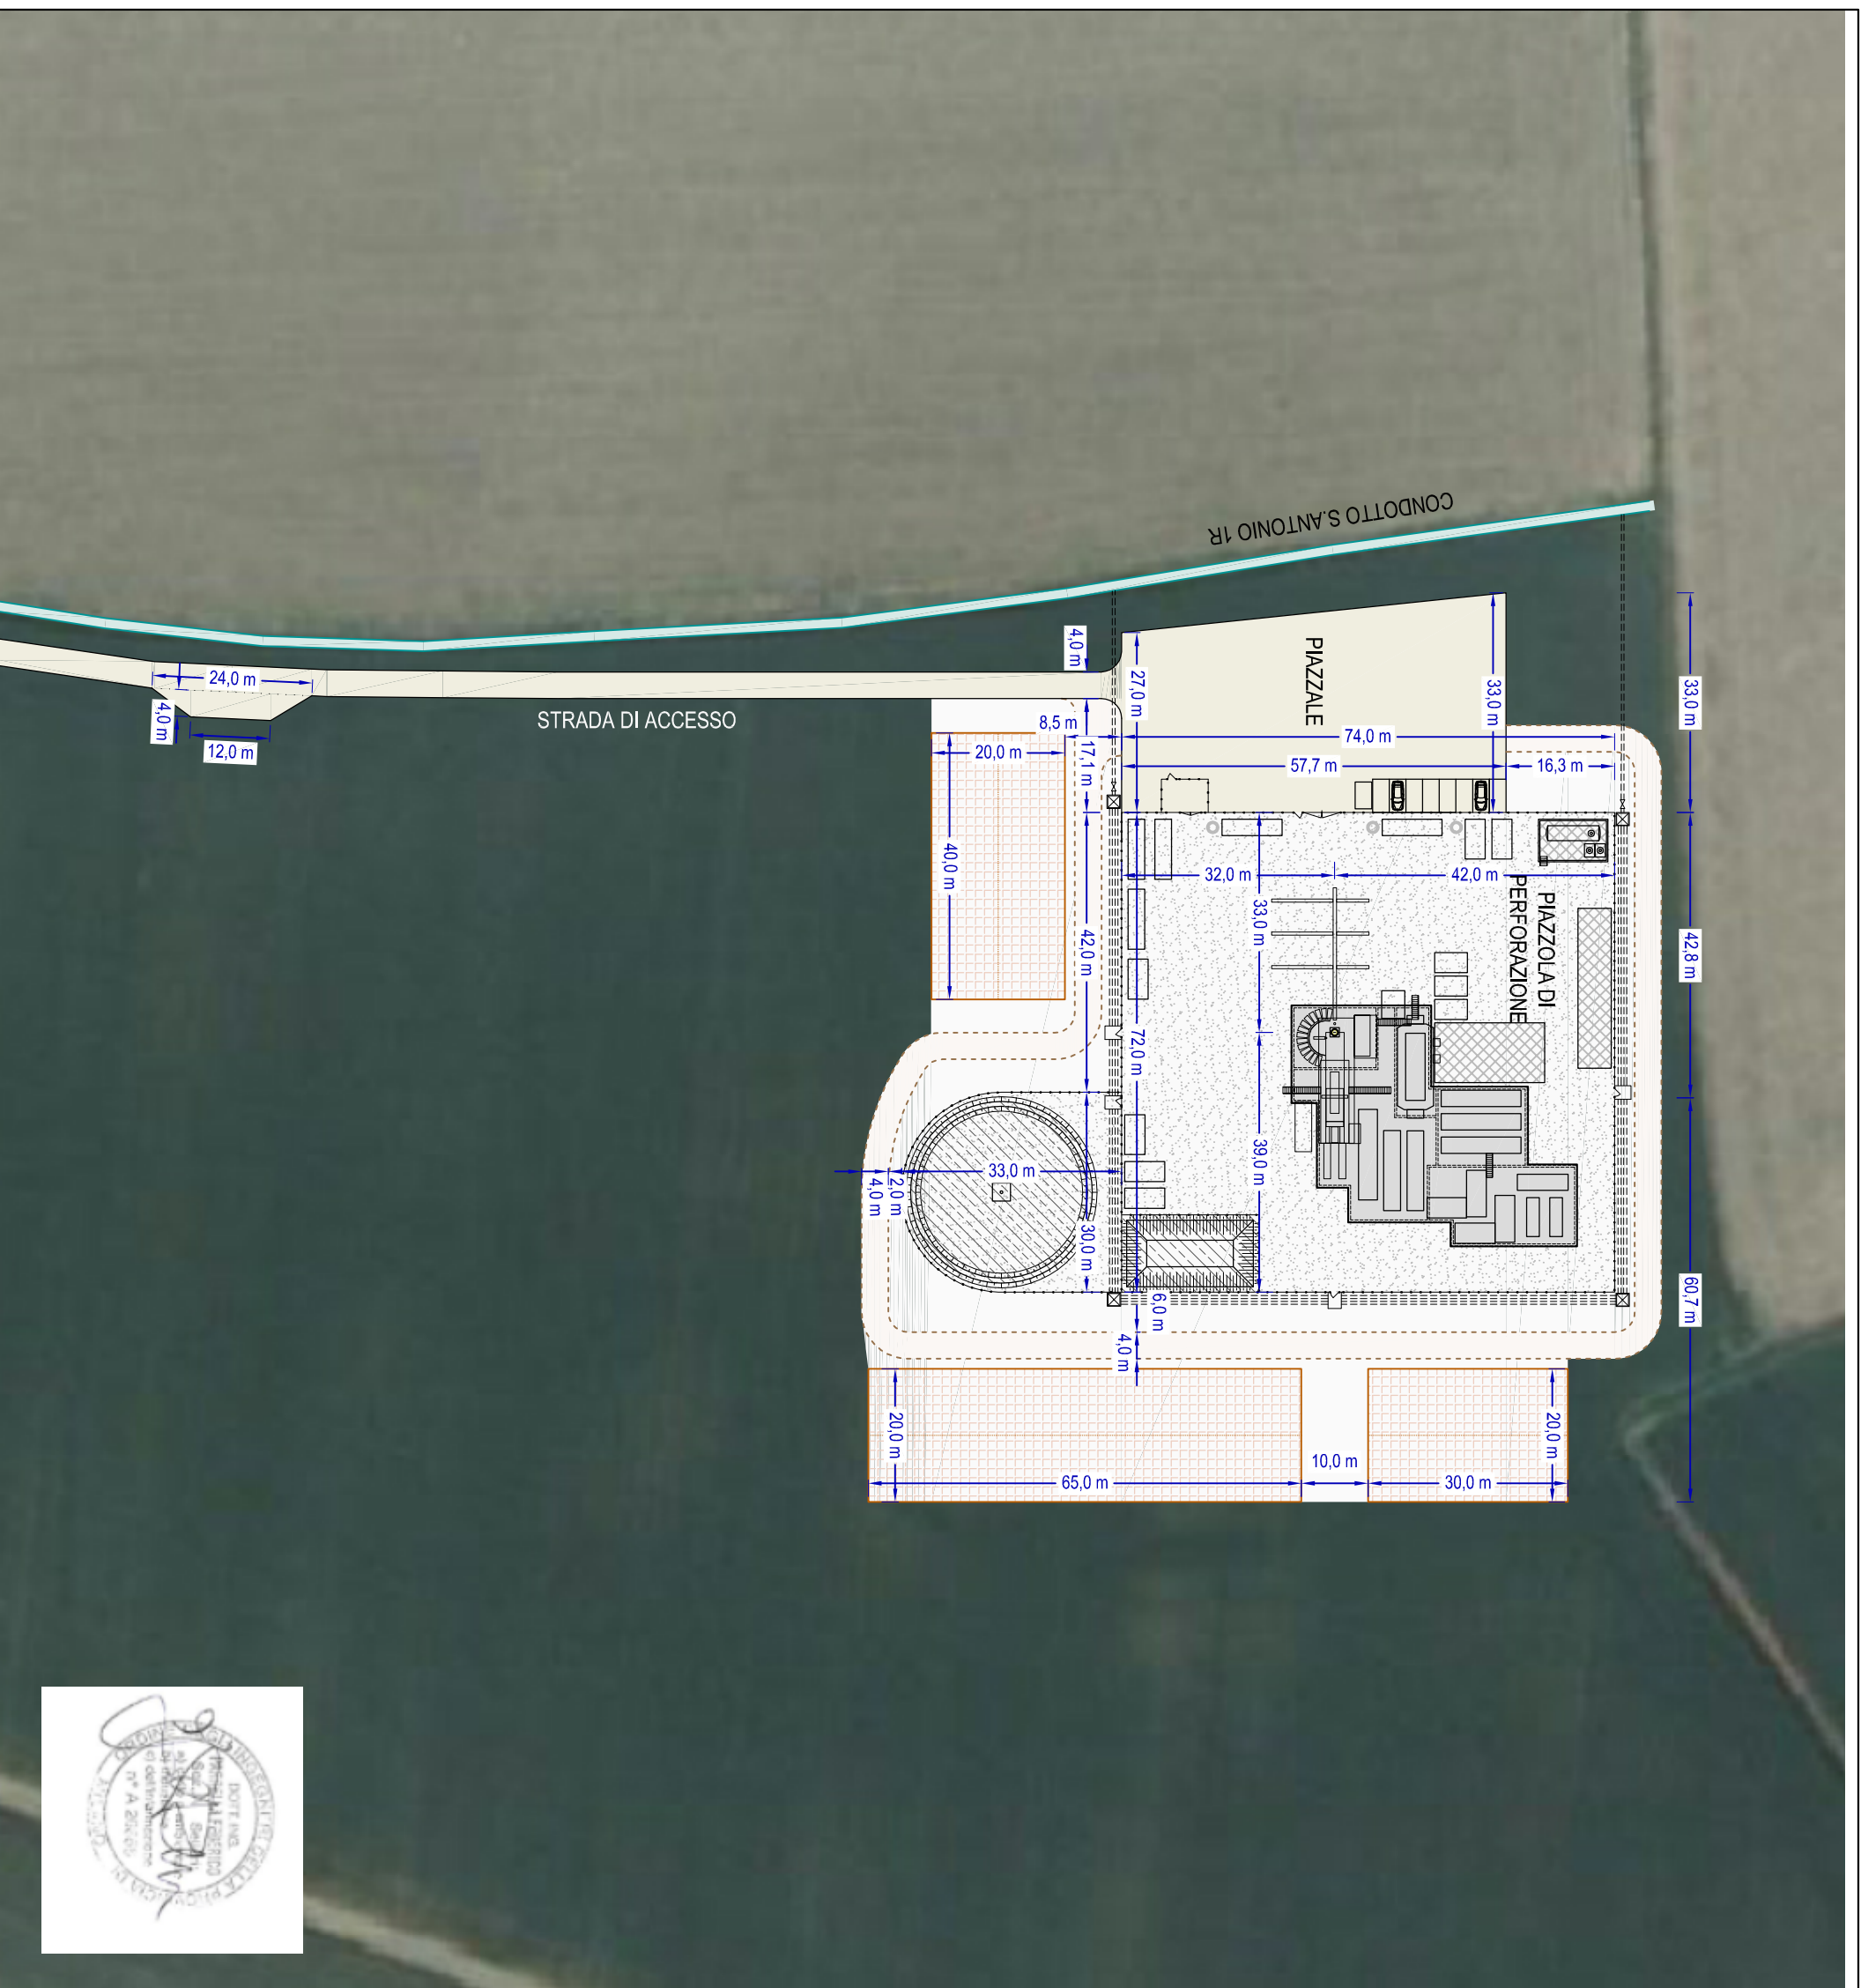 CONDOTTO S.ANTONIO 1R
4,0 m
27,0 m
PIAZZALE
33,0 m
33,0 m
24,0 m
4,0 m
12,0 m
STRADA DI ACCESSO
8,5 m
17,1 m
20,0 m
74,0 m
57,7 m
16,3 m
40,0 m
32,0 m
42,0 m
33,0 m
42,0 m
PIAZZOLA DI
PERFORAZIONE
42,8 m
72,0 m
39,0 m
33,0 m
2,0 m
4,0 m
30,0 m
6,0 m
4,0 m
60,7 m
20,0 m
20,0 m
10,0 m
65,0 m
30,0 m
DOTT. ING.